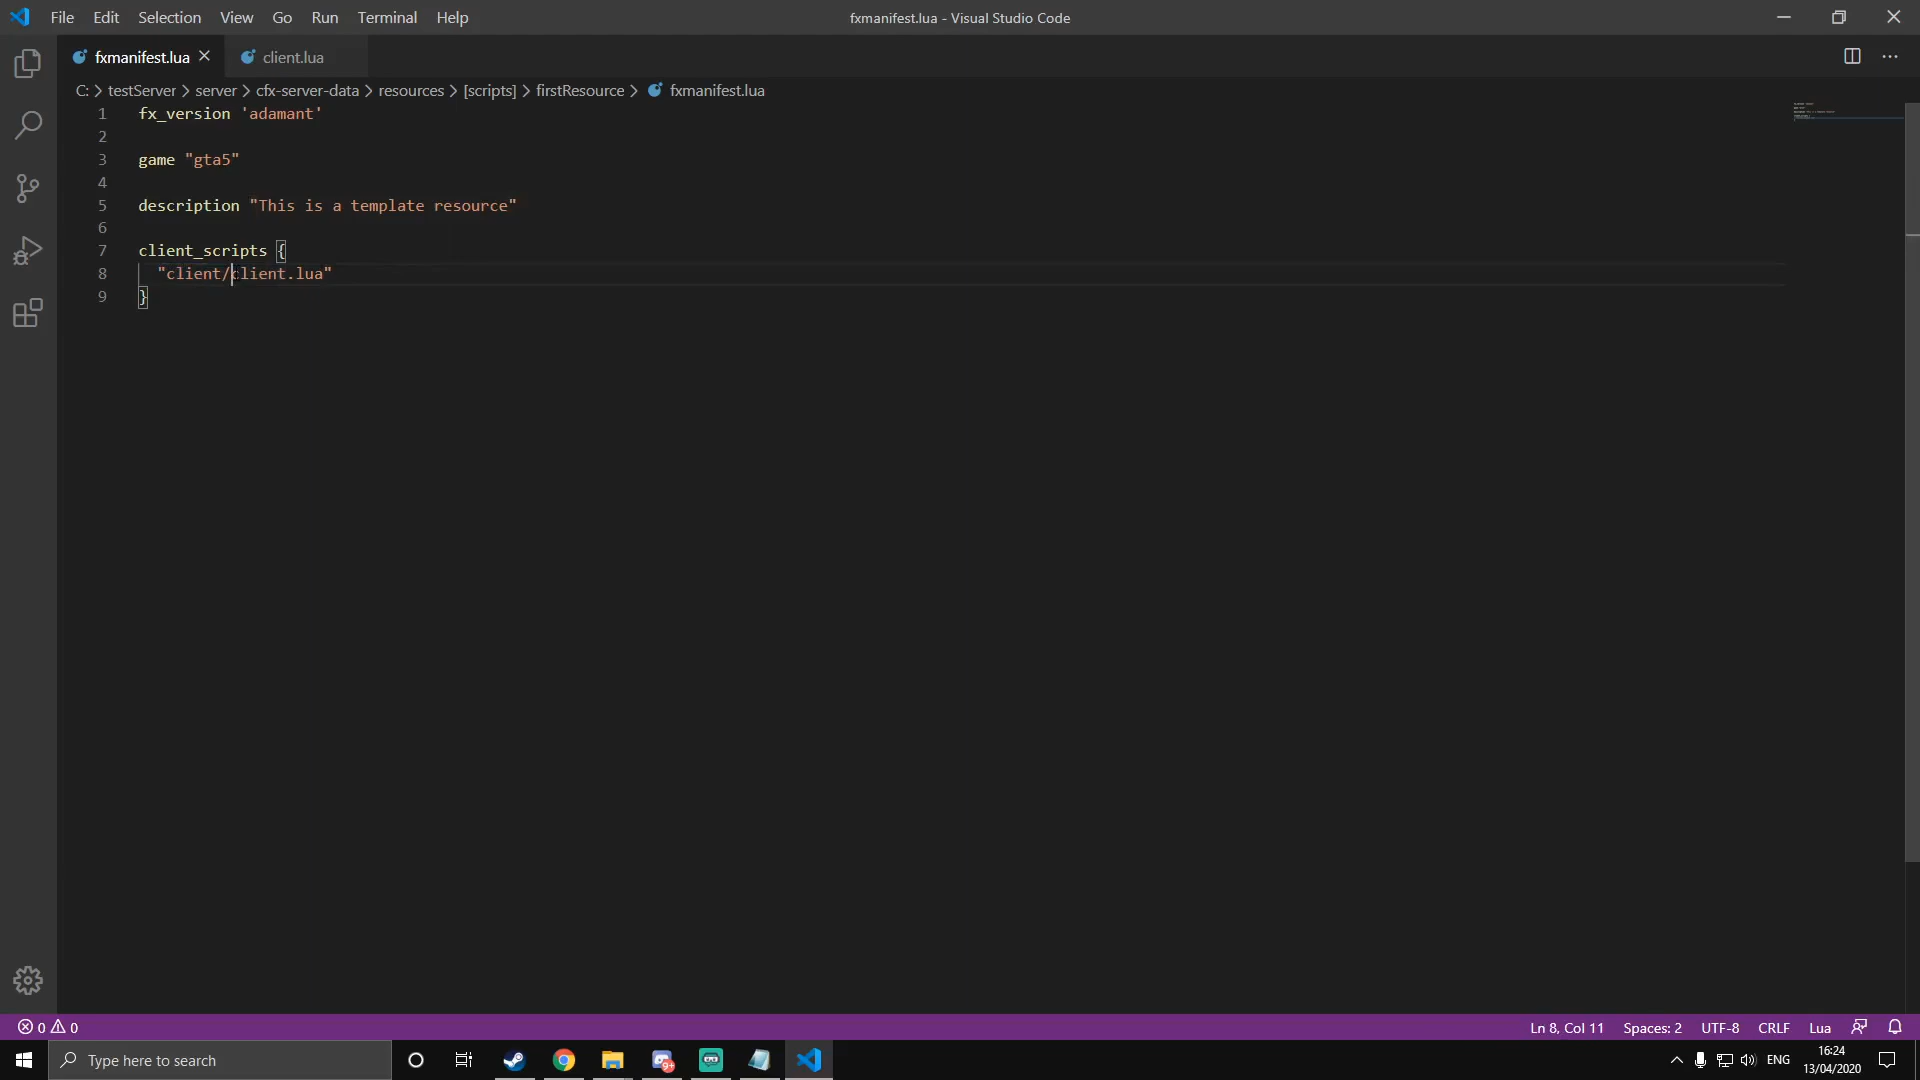 File Edit Selection View Go Run Terminal Help
fxmanifest.lua - Visual Studio Code
fxmanifest.lua
client.lua
C: > testServer > server > cfx-server-data > resources > [scripts] > firstResource > fxmanifest.lua
1 fx_version 'adamant'
2
3 game "gta5"
4
5 description "This is a template resource"
6
7 client_scripts {
8 "client/client.lua"
9 }
0 0
Ln 8, Col 11 Spaces: 2 UTF-8 CRLF Lua
Type here to search
9+
ENG
16:24
13/04/2020